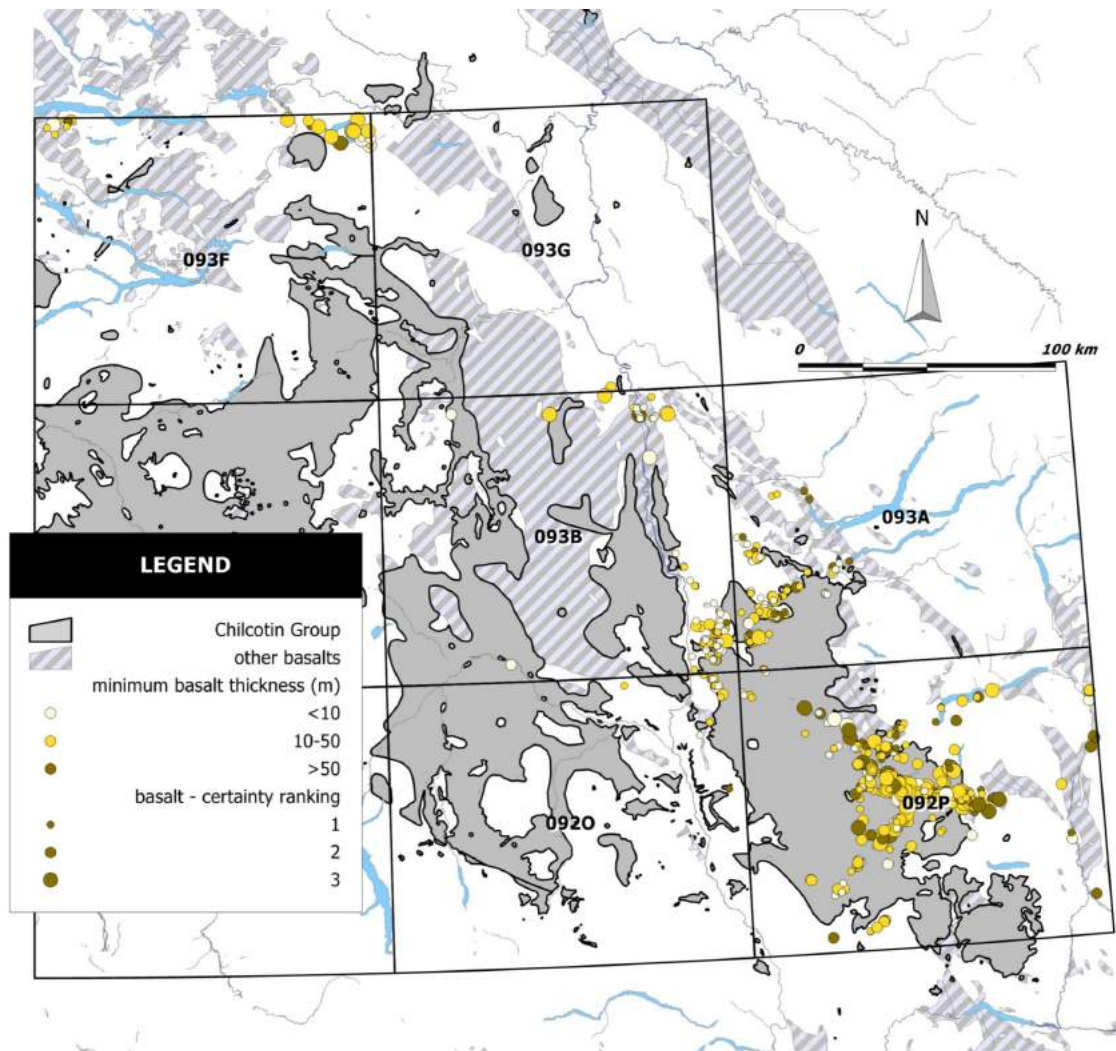 N
093F
093G
0 100 km
093A
093B
LEGEND
Chilcotin Group
other basalts
minimum basalt thickness (m)
<10
10-50
>50
basalt - certainty ranking
1
2
3
092P
092O